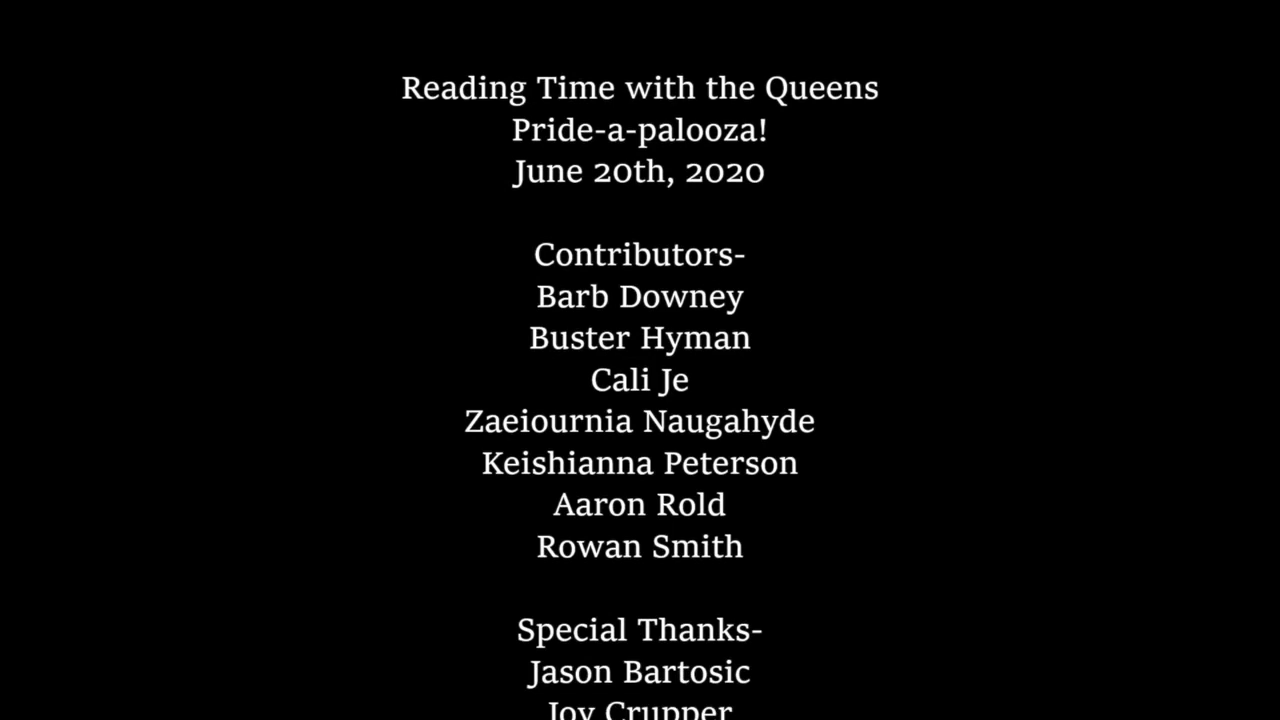 Reading Time with the Queens
Pride-a-palooza!
June 20th, 2020
Contributors-
Barb Downey
Buster Hyman
Cali Je
Zaeiournia Naugahyde
Keishianna Peterson
Aaron Rold
Rowan Smith
Special Thanks-
Jason Bartosic
Joy Crupper